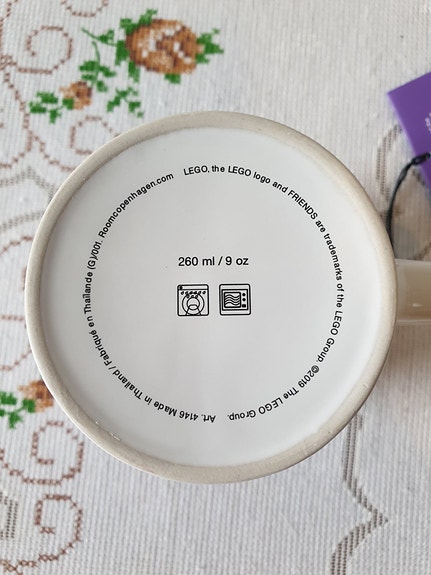 LEGO, the LEGO logo and FRIENDS are trademarks of the LEGO Group. ©2019 The LEGO Group. Art. 4146 Made in Thailand / Fabriqué en Thaïlande (G)/001. Roomcopenhagen.com
260 ml / 9 oz